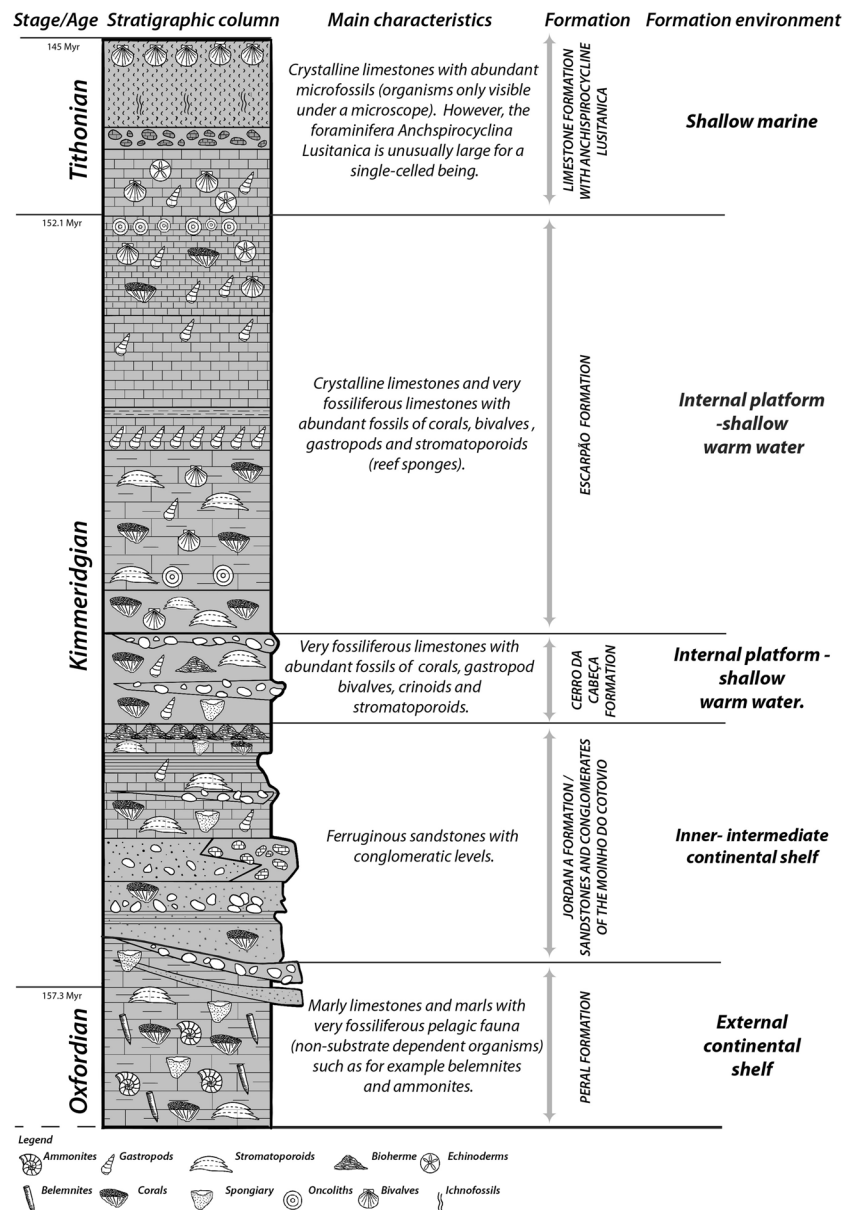 Stage/Age Stratigraphic column Main characteristics Formation Formation environment
145 Myr
Tithonian
Crystalline limestones with abundant
microfossils (organisms only visible
under a microscope). However, the
foraminifera Anchspirocyclina
Lusitanica is unusually large for a
single-celled being.
LIMESTONE FORMATION
WITH ANCHISPIROCYCLINE
LUSITANICA
Shallow marine
152.1 Myr
Kimmeridgian
Crystalline limestones and very
fossiliferous limestones with
abundant fossils of corals, bivalves ,
gastropods and stromatoporoids
(reef sponges).
ESCARPÃO FORMATION
Internal platform
-shallow
warm water
Very fossiliferous limestones with
abundant fossils of corals, gastropod
bivalves, crinoids and
stromatoporoids.
CERRO DA
CABEÇA
FORMATION
Internal platform -
shallow
warm water.
Ferruginous sandstones with
conglomeratic levels.
JORDAN A FORMATION /
SANDSTONES AND CONGLOMERATES
OF THE MOINHO DO COTOVIO
Inner- intermediate
continental shelf
157.3 Myr
Oxfordian
Marly limestones and marls with
very fossiliferous pelagic fauna
(non-substrate dependent organisms)
such as for example belemnites
and ammonites.
PERAL FORMATION
External
continental
shelf
Legend
Ammonites Gastropods Stromatoporoids Bioherme Echinoderms
Belemnites Corals Spongiary Oncoliths Bivalves Ichnofossils